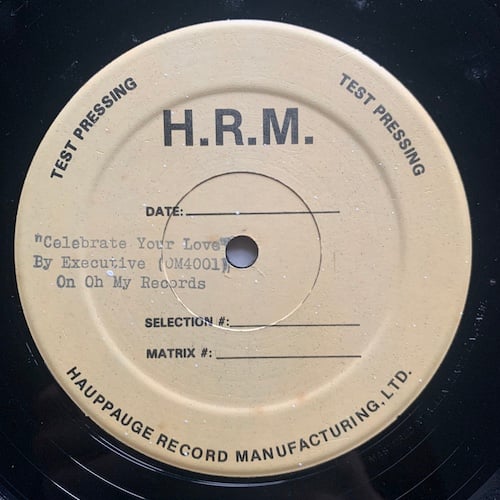 TEST PRESSING
TEST PRESSING
H.R.M.
DATE:
"Celebrate Your Love"
By Executive (OM4001)
On Oh My Records
SELECTION #:
MATRIX #:
HAUPPAUGE RECORD MANUFACTURING, LTD.